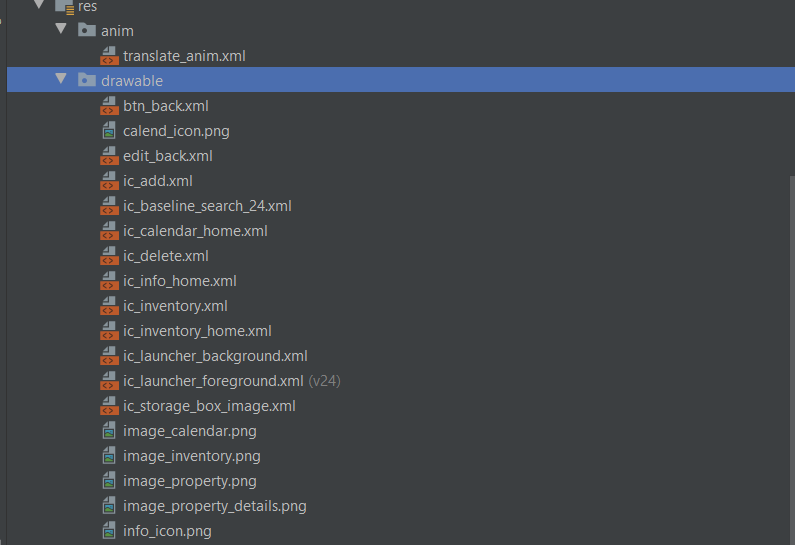 res
anim
translate_anim.xml
drawable
btn_back.xml
calend_icon.png
edit_back.xml
ic_add.xml
ic_baseline_search_24.xml
ic_calendar_home.xml
ic_delete.xml
ic_info_home.xml
ic_inventory.xml
ic_inventory_home.xml
ic_launcher_background.xml
ic_launcher_foreground.xml (v24)
ic_storage_box_image.xml
image_calendar.png
image_inventory.png
image_property.png
image_property_details.png
info_icon.png